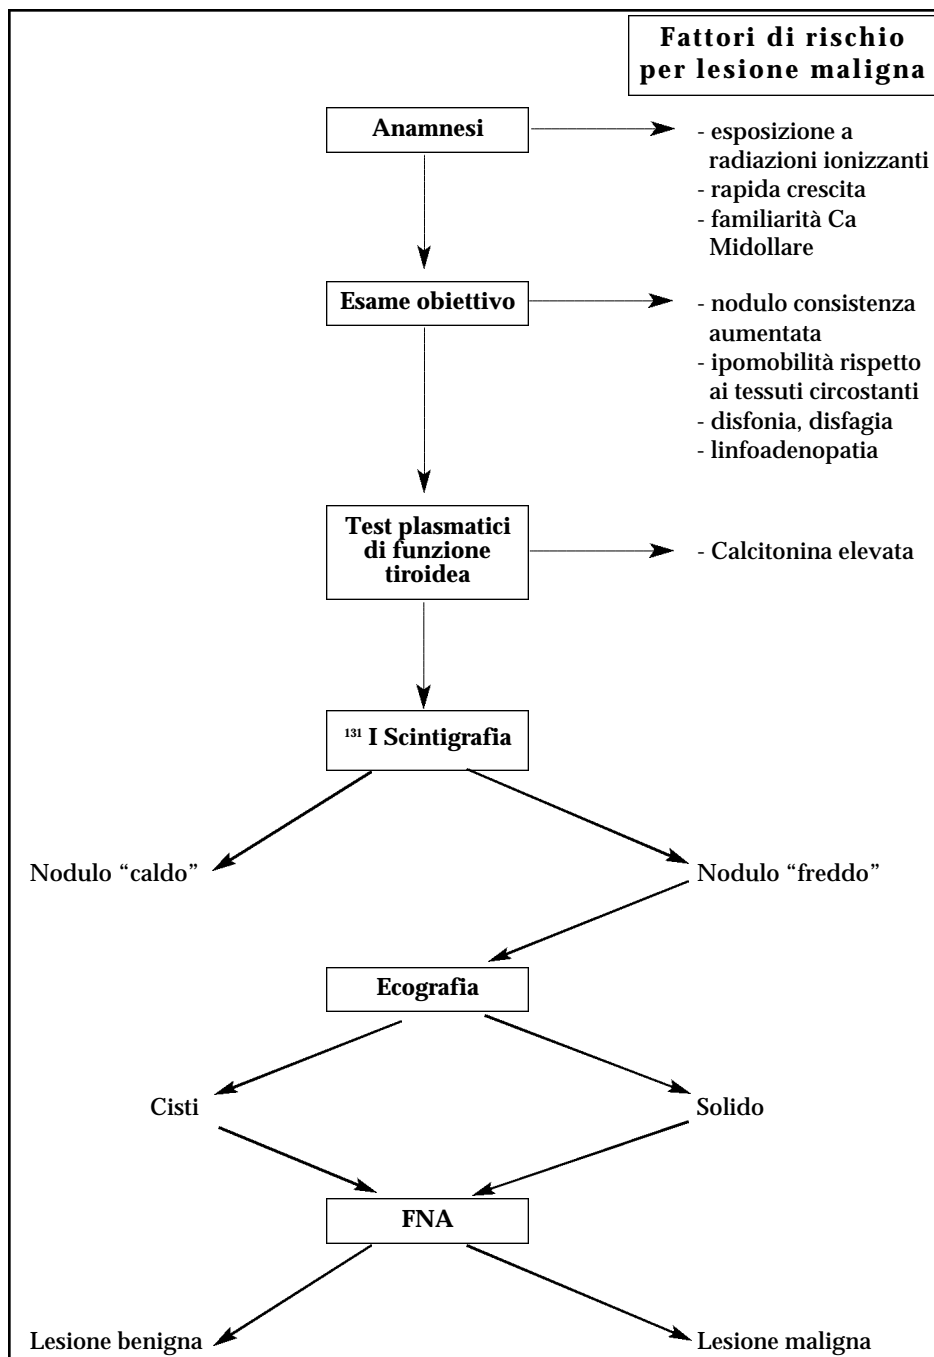 Fattori di rischio
per lesione maligna
Anamnesi
- esposizione a
radiazioni ionizzanti
- rapida crescita
- familiarità Ca
Midollare
Esame obiettivo
- nodulo consistenza
aumentata
- ipomobilità rispetto
ai tessuti circostanti
- disfonia, disfagia
- linfoadenopatia
Test plasmatici
di funzione
tiroidea
- Calcitonina elevata
¹³¹ I Scintigrafia
Nodulo “caldo”
Nodulo “freddo”
Ecografia
Cisti
Solido
FNA
Lesione benigna
Lesione maligna